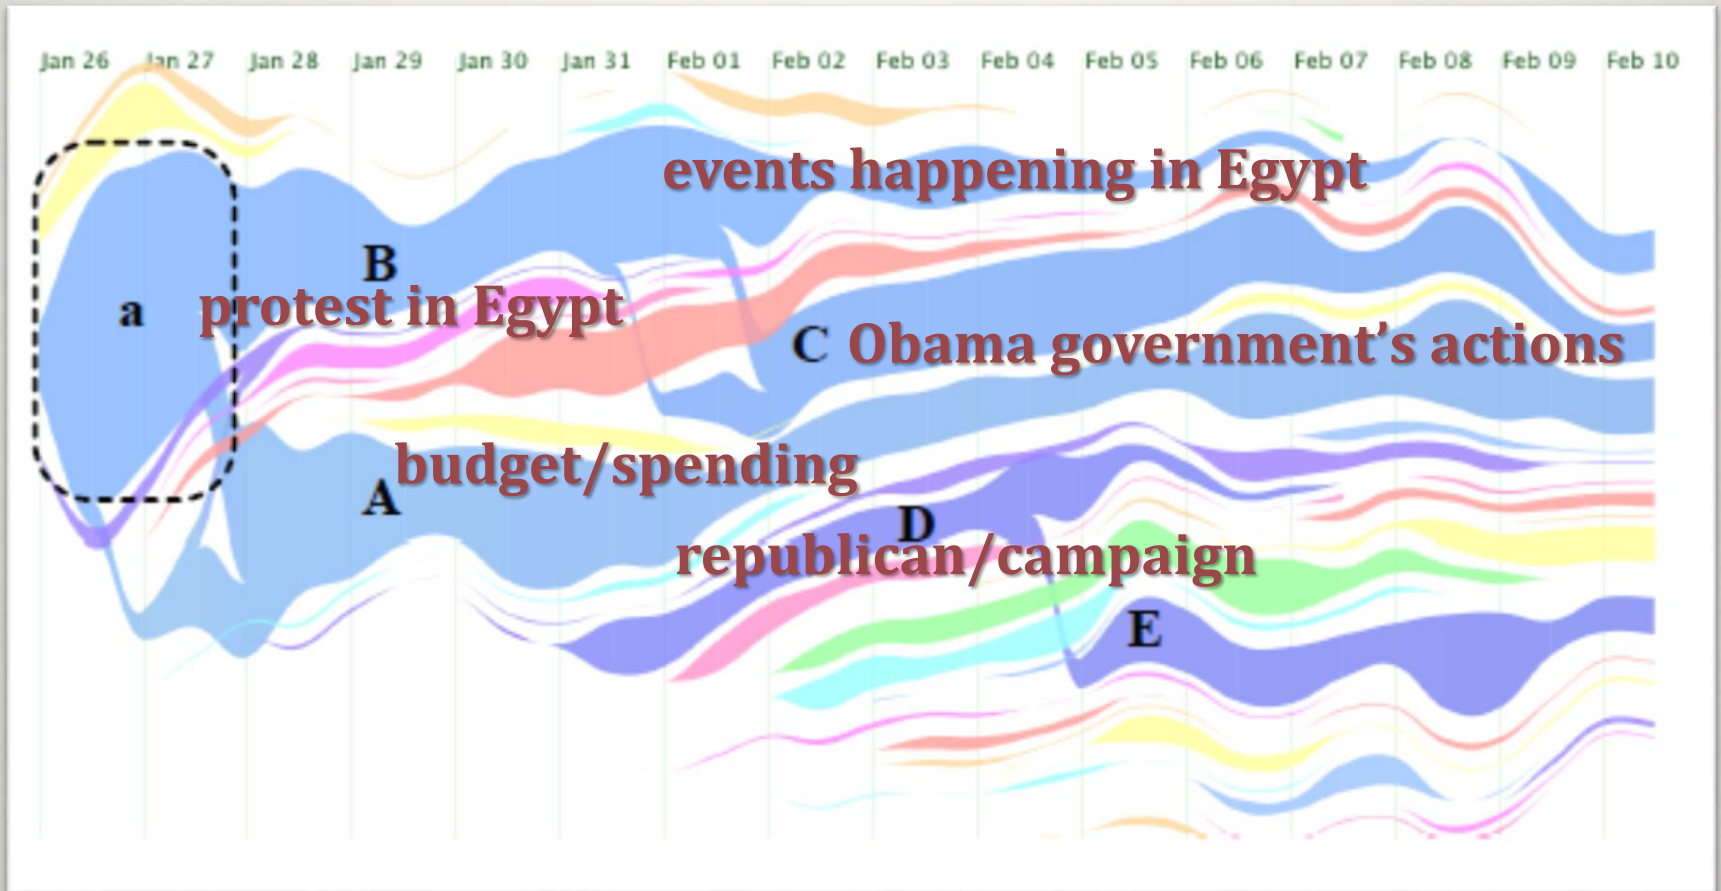 Jan 26 Jan 27 Jan 28 Jan 29 Jan 30 Jan 31 Feb 01 Feb 02 Feb 03 Feb 04 Feb 05 Feb 06 Feb 07 Feb 08 Feb 09 Feb 10
events happening in Egypt
B
a
protest in Egypt
C Obama government’s actions
budget/spending
A
D
republican/campaign
E